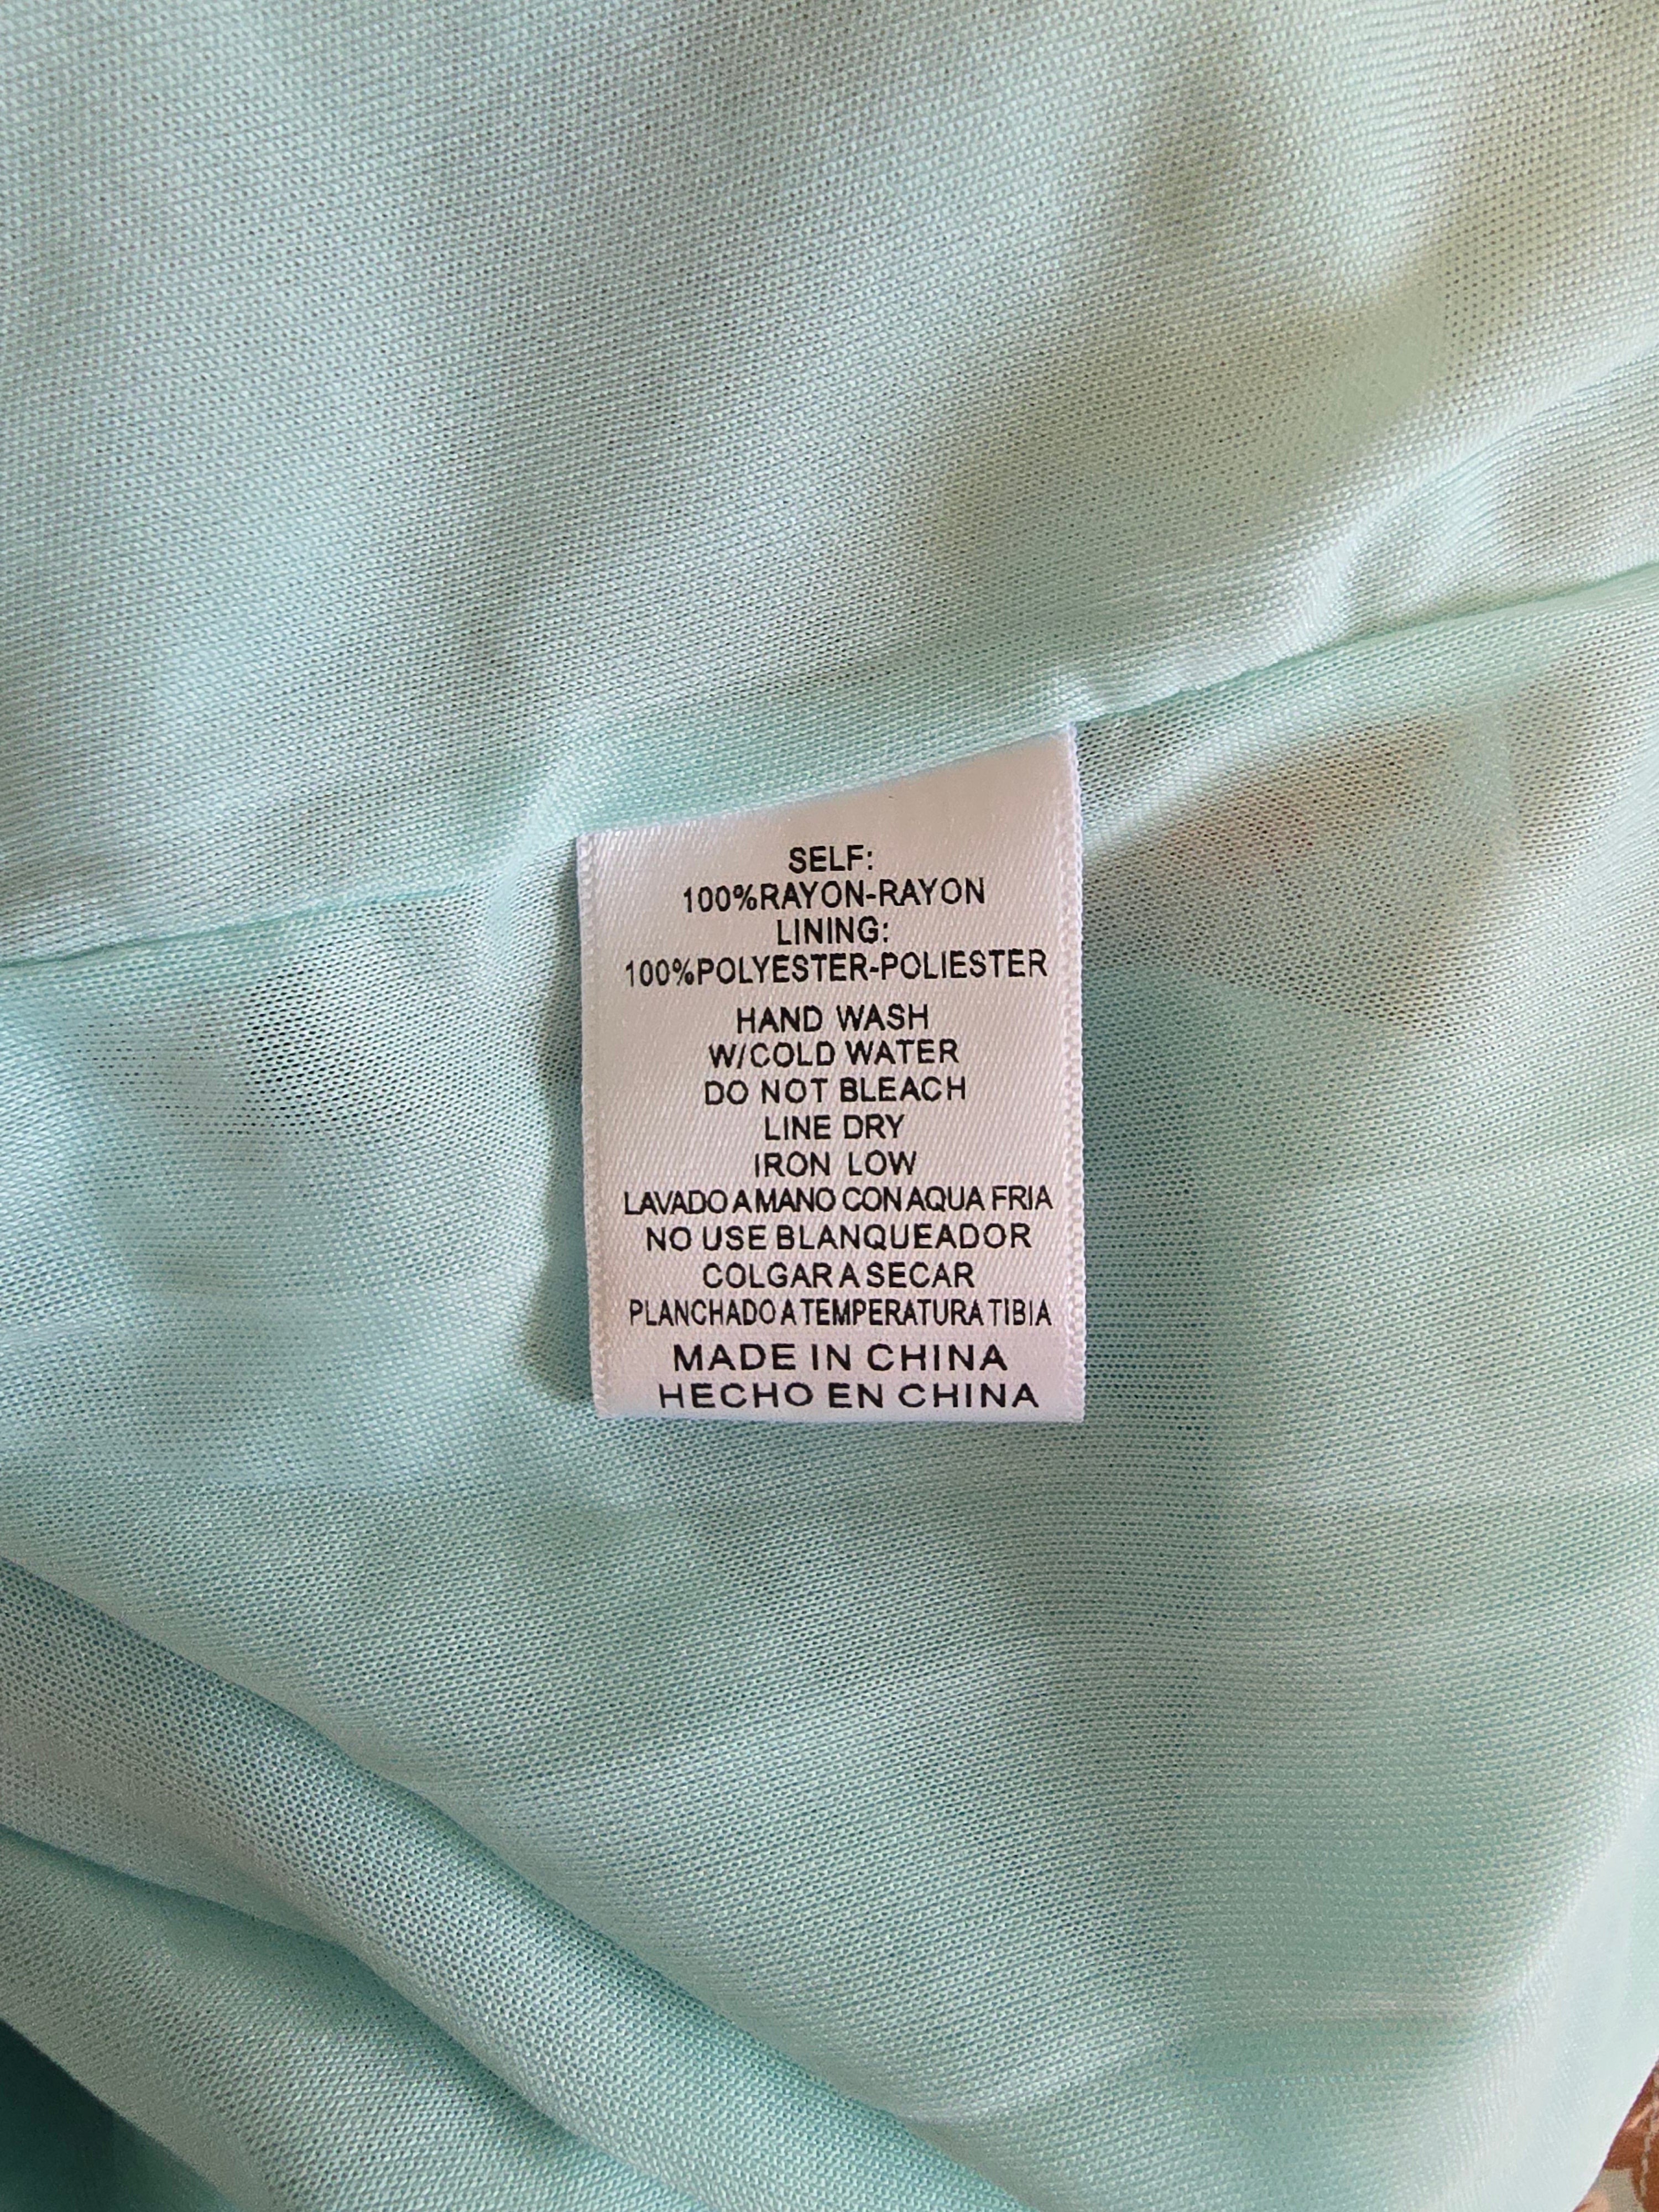 SELF:
100%RAYON-RAYON
LINING:
100%POLYESTER-POLIESTER
HAND WASH
W/COLD WATER
DO NOT BLEACH
LINE DRY
IRON LOW
LAVADO A MANO CON AQUA FRIA
NO USE BLANQUEADOR
COLGAR A SECAR
PLANCHADO A TEMPERATURA TIBIA
MADE IN CHINA
HECHO EN CHINA